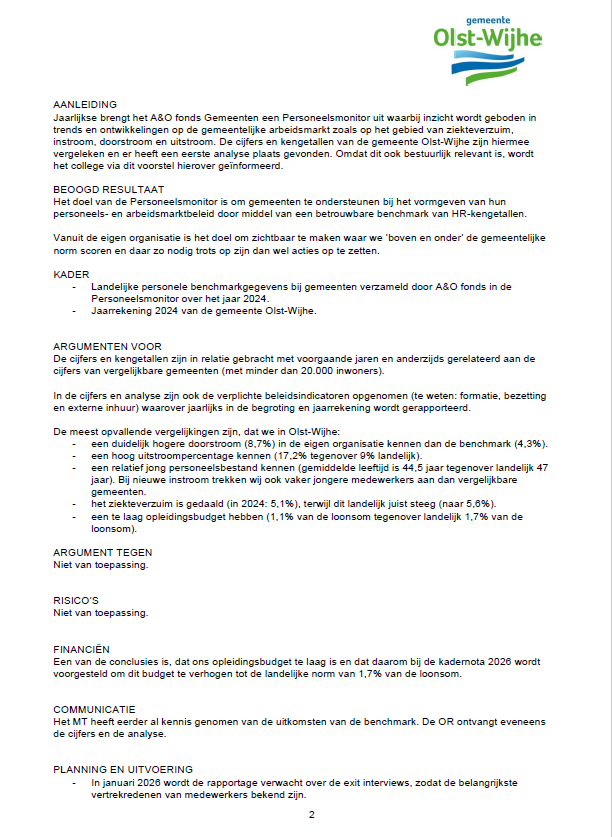 gemeente
Olst-Wijhe
AANLEIDING
Jaarlijkse brengt het A&O fonds Gemeenten een Personeelsmonitor uit waarbij inzicht wordt geboden in
trends en ontwikkelingen op de gemeentelijke arbeidsmarkt zoals op het gebied van ziekteverzuim,
instroom, doorstroom en uitstroom. De cijfers en kengetallen van de gemeente Olst-Wijhe zijn hiermee
vergeleken en er heeft een eerste analyse plaats gevonden. Omdat dit ook bestuurlijk relevant is, wordt
het college via dit voorstel hierover geïnformeerd.
BEOOGD RESULTAAT
Het doel van de Personeelsmonitor is om gemeenten te ondersteunen bij het vormgeven van hun
personeels- en arbeidsmarktbeleid door middel van een betrouwbare benchmark van HR-kengetallen.
Vanuit de eigen organisatie is het doel om zichtbaar te maken waar we 'boven en onder' de gemeentelijke
norm scoren en daar zo nodig trots op zijn dan wel acties op te zetten.
KADER
- Landelijke personele benchmarkgegevens bij gemeenten verzameld door A&O fonds in de
Personeelsmonitor over het jaar 2024.
- Jaarrekening 2024 van de gemeente Olst-Wijhe.
ARGUMENTEN VOOR
De cijfers en kengetallen zijn in relatie gebracht met voorgaande jaren en anderzijds gerelateerd aan de
cijfers van vergelijkbare gemeenten (met minder dan 20.000 inwoners).
In de cijfers en analyse zijn ook de verplichte beleidsindicatoren opgenomen (te weten: formatie, bezetting
en externe inhuur) waarover jaarlijks in de begroting en jaarrekening wordt gerapporteerd.
De meest opvallende vergelijkingen zijn, dat we in Olst-Wijhe:
- een duidelijk hogere doorstroom (8,7%) in de eigen organisatie kennen dan de benchmark (4,3%).
- een hoog uitstroompercentage kennen (17,2% tegenover 9% landelijk).
- een relatief jong personeelsbestand kennen (gemiddelde leeftijd is 44,5 jaar tegenover landelijk 47
jaar). Bij nieuwe instroom trekken wij ook vaker jongere medewerkers aan dan vergelijkbare
gemeenten.
- het ziekteverzuim is gedaald (in 2024: 5,1%), terwijl dit landelijk juist steeg (naar 5,6%).
- een te laag opleidingsbudget hebben (1,1% van de loonsom tegenover landelijk 1,7% van de
loonsom).
ARGUMENT TEGEN
Niet van toepassing.
RISICO'S
Niet van toepassing.
FINANCIËN
Een van de conclusies is, dat ons opleidingsbudget te laag is en dat daarom bij de kadernota 2026 wordt
voorgesteld om dit budget te verhogen tot de landelijke norm van 1,7% van de loonsom.
COMMUNICATIE
Het MT heeft eerder al kennis genomen van de uitkomsten van de benchmark. De OR ontvangt eveneens
de cijfers en de analyse.
PLANNING EN UITVOERING
- In januari 2026 wordt de rapportage verwacht over de exit interviews, zodat de belangrijkste
vertrekredenen van medewerkers bekend zijn.
2